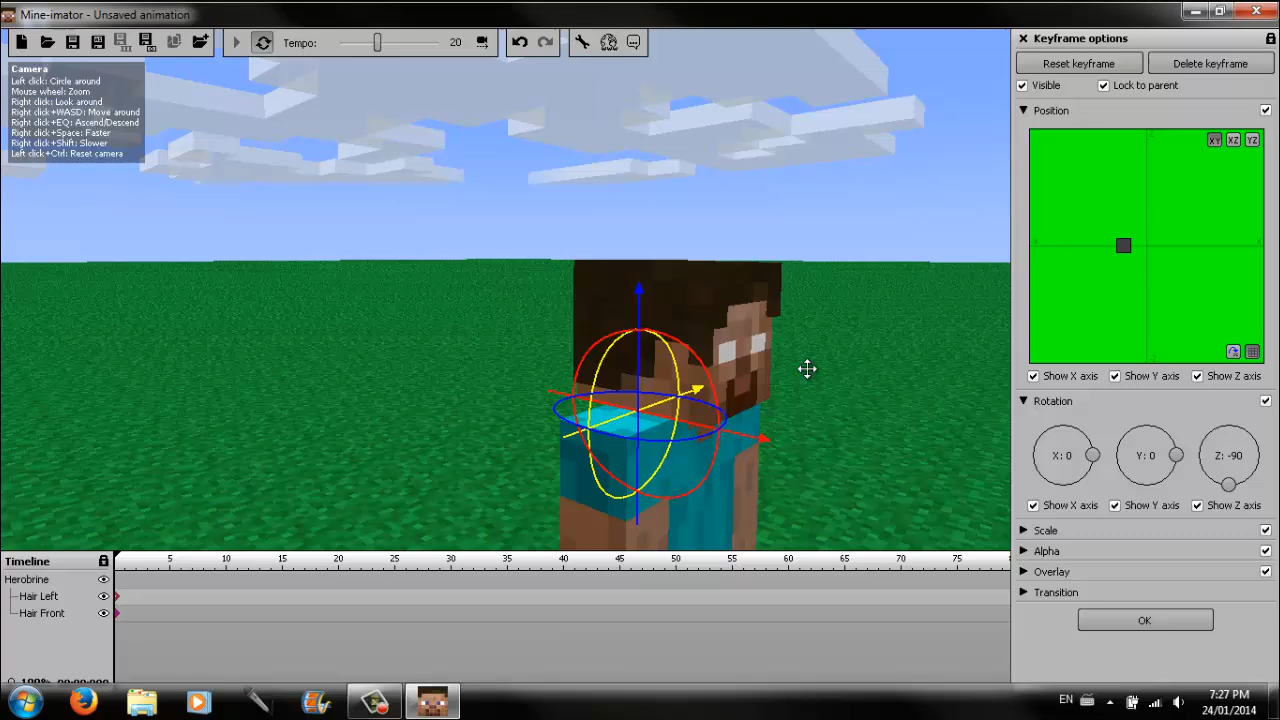 Mine-imator - Unsaved animation
Tempo: 20
Camera
Left click: Circle around
Mouse wheel: Zoom
Right click: Look around
Right click+WASD: Move around
Right click+EQ: Ascend/Descend
Right click+Space: Faster
Right click+Shift: Slower
Left click+Ctrl: Reset camera
Keyframe options
Reset keyframe Delete keyframe
Visible Lock to parent
Position
XY XZ YZ
Show X axis Show Y axis Show Z axis
Rotation
X: 0 Y: 0 Z: -90
Show X axis Show Y axis Show Z axis
Scale
Alpha
Overlay
Transition
OK
Timeline 5 10 15 20 25 30 35 40 45 50 55 60 65 70 75
Herobrine
Hair Left
Hair Front
EN 7:27 PM
24/01/2014